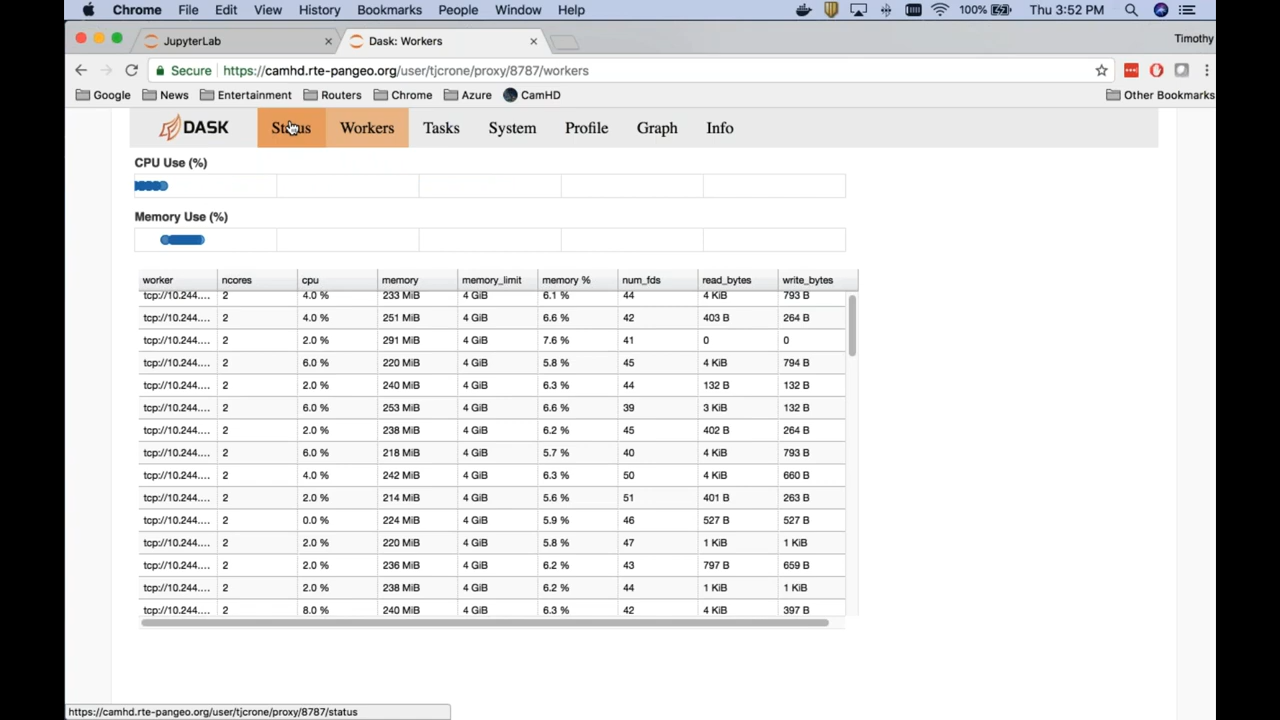 Chrome File Edit View History Bookmarks People Window Help 100% Thu 3:52 PM
JupyterLab Dask: Workers Timothy
Secure https://camhd.rte-pangeo.org/user/tjcrone/proxy/8787/workers
Google News Entertainment Routers Chrome Azure CamHD Other Bookmarks
DASK Status Workers Tasks System Profile Graph Info
CPU Use (%)
Memory Use (%)
worker ncores cpu memory memory_limit memory % num_fds read_bytes write_bytes
tcp://10.244.... 2 4.0 % 233 MiB 4 GiB 6.1 % 44 4 KiB 793 B
tcp://10.244.... 2 4.0 % 251 MiB 4 GiB 6.6 % 42 403 B 264 B
tcp://10.244.... 2 2.0 % 291 MiB 4 GiB 7.6 % 41 0 0
tcp://10.244.... 2 6.0 % 220 MiB 4 GiB 5.8 % 45 4 KiB 794 B
tcp://10.244.... 2 2.0 % 240 MiB 4 GiB 6.3 % 44 132 B 132 B
tcp://10.244.... 2 6.0 % 253 MiB 4 GiB 6.6 % 39 3 KiB 132 B
tcp://10.244.... 2 2.0 % 238 MiB 4 GiB 6.2 % 45 402 B 264 B
tcp://10.244.... 2 6.0 % 218 MiB 4 GiB 5.7 % 40 4 KiB 793 B
tcp://10.244.... 2 4.0 % 242 MiB 4 GiB 6.3 % 50 4 KiB 660 B
tcp://10.244.... 2 2.0 % 214 MiB 4 GiB 5.6 % 51 401 B 263 B
tcp://10.244.... 2 0.0 % 224 MiB 4 GiB 5.9 % 46 527 B 527 B
tcp://10.244.... 2 2.0 % 220 MiB 4 GiB 5.8 % 47 1 KiB 1 KiB
tcp://10.244.... 2 2.0 % 236 MiB 4 GiB 6.2 % 43 797 B 659 B
tcp://10.244.... 2 2.0 % 238 MiB 4 GiB 6.2 % 44 1 KiB 1 KiB
tcp://10.244.... 2 8.0 % 240 MiB 4 GiB 6.3 % 42 4 KiB 397 B
https://camhd.rte-pangeo.org/user/tjcrone/proxy/8787/status